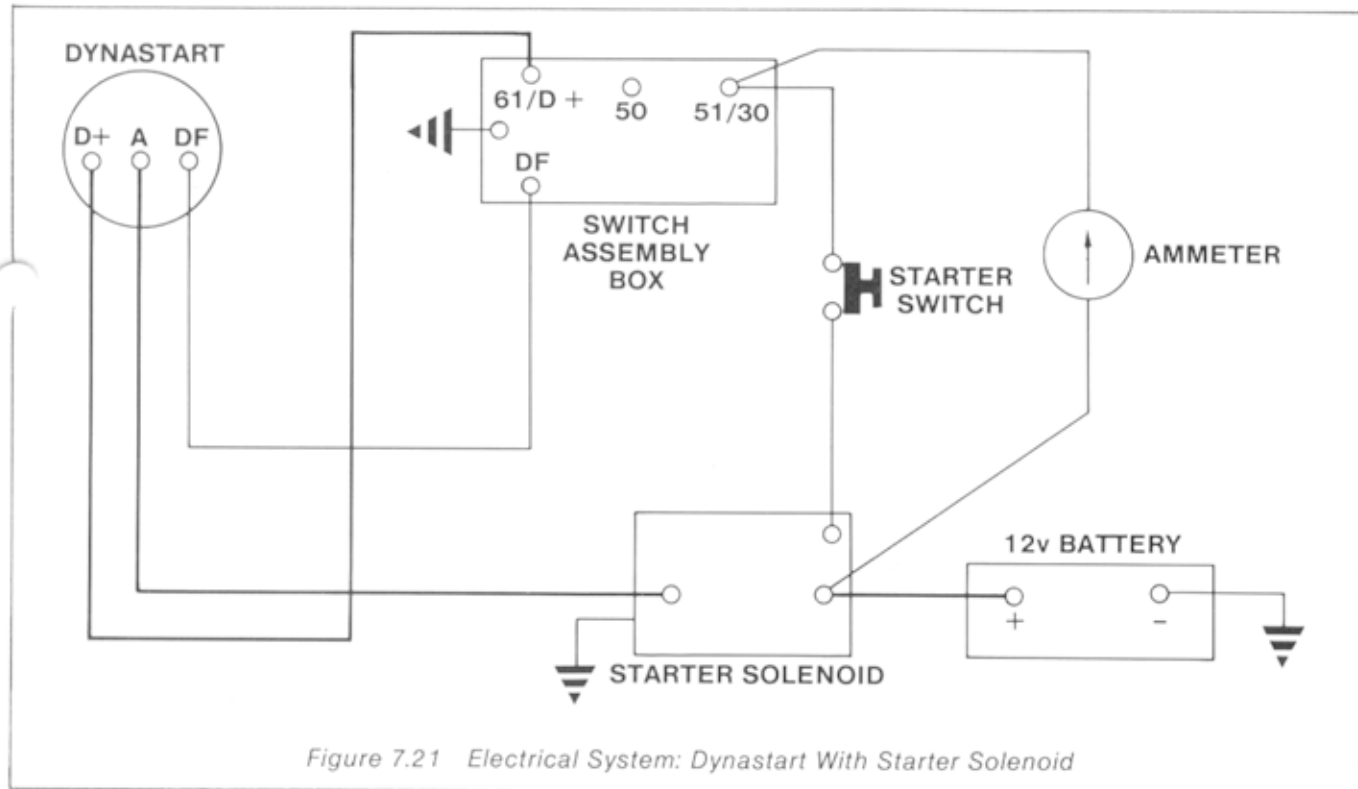 DYNASTART
D+ A DF
61/D +
50
51/30
DF
SWITCH
ASSEMBLY
BOX
AMMETER
STARTER
SWITCH
12v BATTERY
+ -
STARTER SOLENOID
Figure 7.21 Electrical System: Dynastart With Starter Solenoid